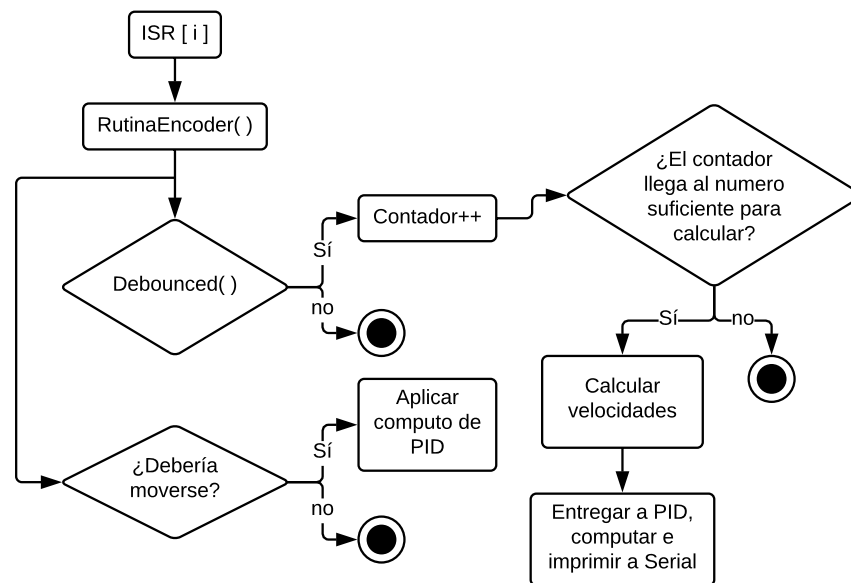 ISR [ i ]
RutinaEncoder( )
Debounced( )
Sí
no
Contador++
¿El contador
llega al numero
suficiente para
calcular?
Sí
no
Calcular
velocidades
Entregar a PID,
computar e
imprimir a Serial
¿Debería
moverse?
Sí
no
Aplicar
computo de
PID